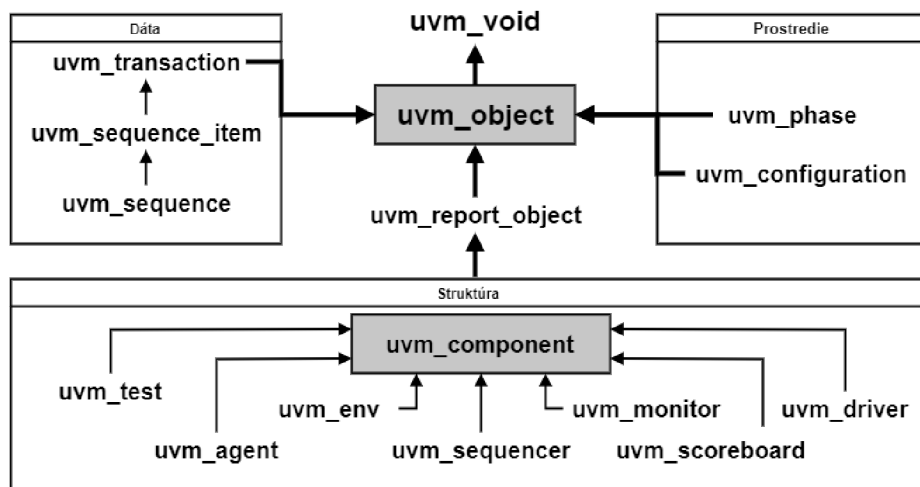 Dáta
uvm_transaction
uvm_sequence_item
uvm_sequence
uvm_void
uvm_object
uvm_report_object
Prostredie
uvm_phase
uvm_configuration
Struktúra
uvm_component
uvm_test
uvm_env
uvm_monitor
uvm_driver
uvm_agent
uvm_sequencer
uvm_scoreboard